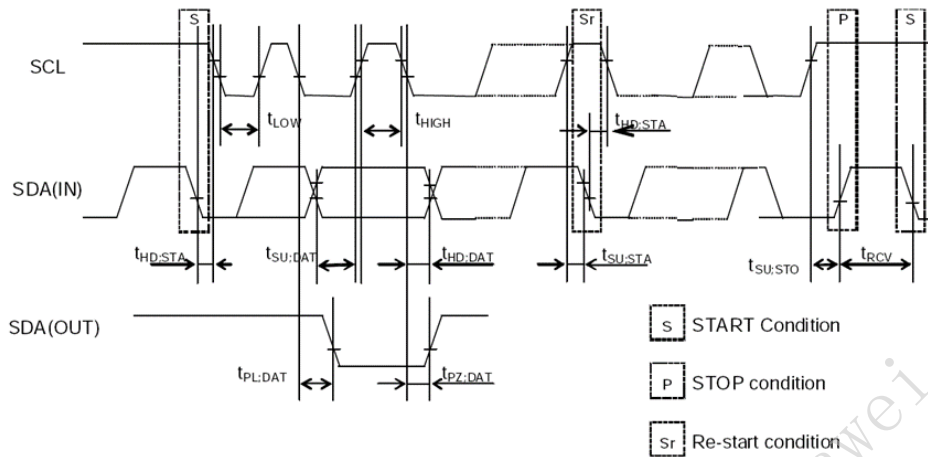 S Sr P S
SCL
tLOW tHIGH tHD;STA
SDA(IN)
tHD;STA tSU;DAT tHD;DAT tSU;STA tSU;STO tRCV
SDA(OUT)
S START Condition
tPL;DAT tPZ;DAT
P STOP condition
Sr Re-start condition